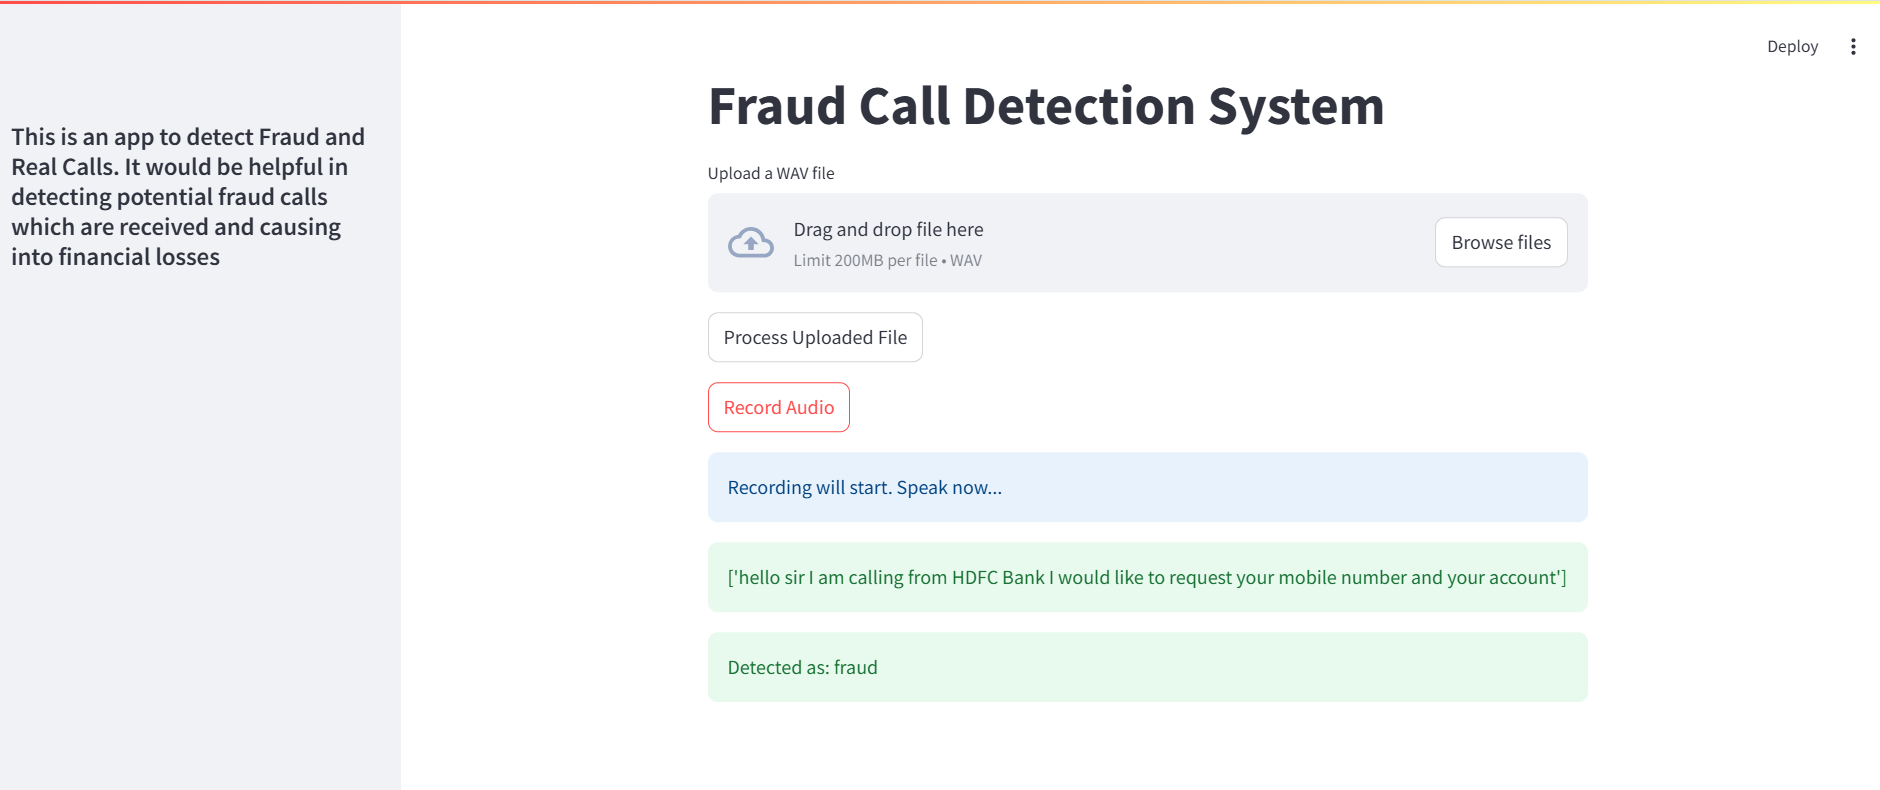 Deploy
This is an app to detect Fraud and
Real Calls. It would be helpful in
detecting potential fraud calls
which are received and causing
into financial losses
Fraud Call Detection System
Upload a WAV file
Drag and drop file here
Limit 200MB per file • WAV
Browse files
Process Uploaded File
Record Audio
Recording will start. Speak now...
['hello sir I am calling from HDFC Bank I would like to request your mobile number and your account']
Detected as: fraud